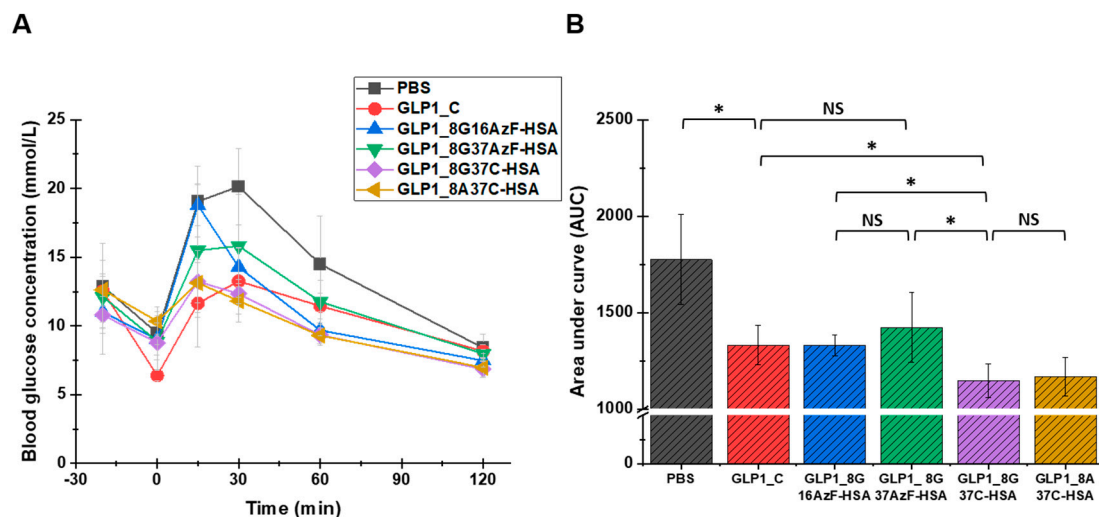 A
PBS
GLP1_C
GLP1_8G16AzF-HSA
GLP1_8G37AzF-HSA
GLP1_8G37C-HSA
GLP1_8A37C-HSA
Blood glucose concentration (mmol/L)
25
20
15
10
5
0
-30
0
30
60
90
120
Time (min)
B
*
NS
*
*
NS
*
NS
Area under curve (AUC)
2500
2000
1500
1000
0
PBS
GLP1_C
GLP1_8G
16AzF-HSA
GLP1_ 8G
37AzF-HSA
GLP1_8G
37C-HSA
GLP1_8A
37C-HSA